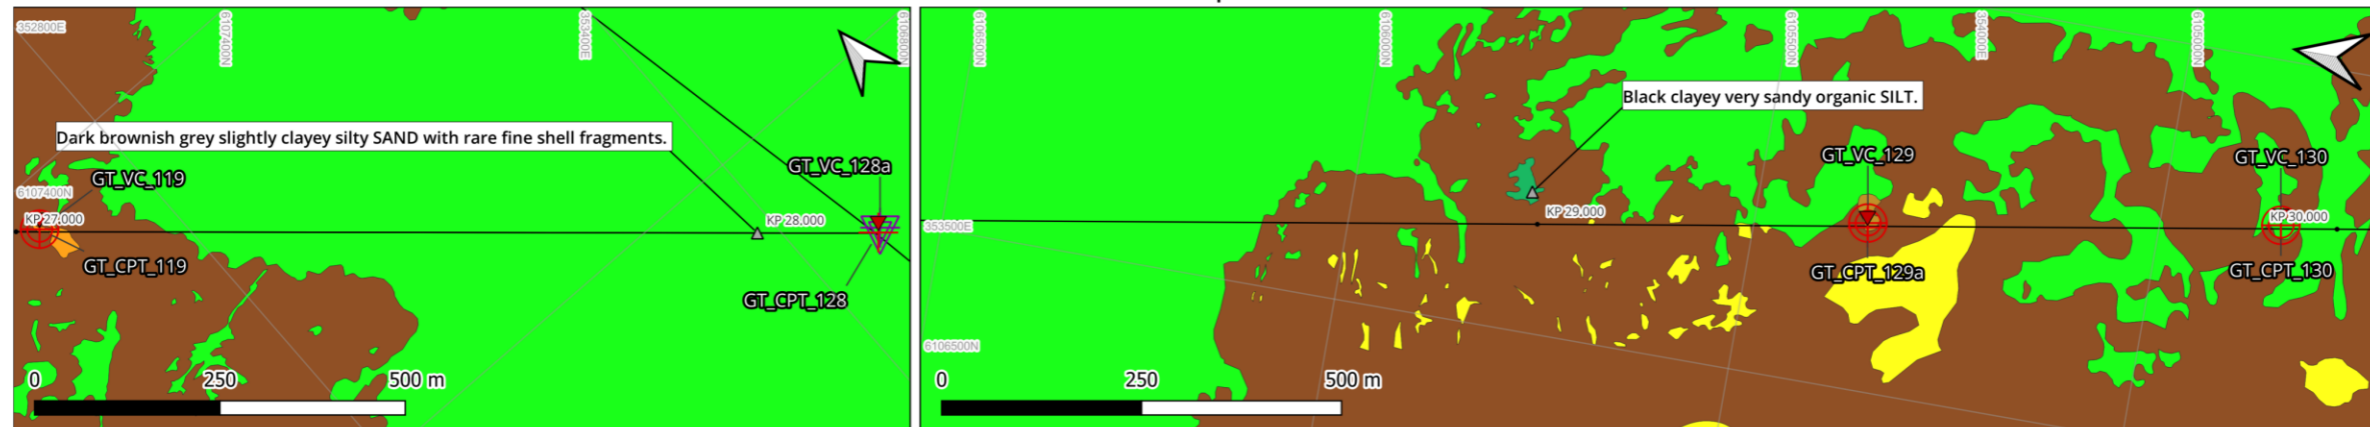 352800E
6107400N
353400E
6106800N
Dark brownish grey slightly clayey silty SAND with rare fine shell fragments.
GT_VC_119
6107400N
KP 27.000
GT_CPT_119
GT_VC_128a
KP 28.000
GT_CPT_128
0 250 500 m
6106500N
6106000N
6105500N
354000E
6105000N
Black clayey very sandy organic SILT.
GT_VC_129
GT_VC_130
353500E
KP 29.000
KP 30.000
GT_CPT_129a
GT_CPT_130
6106500N
0 250 500 m